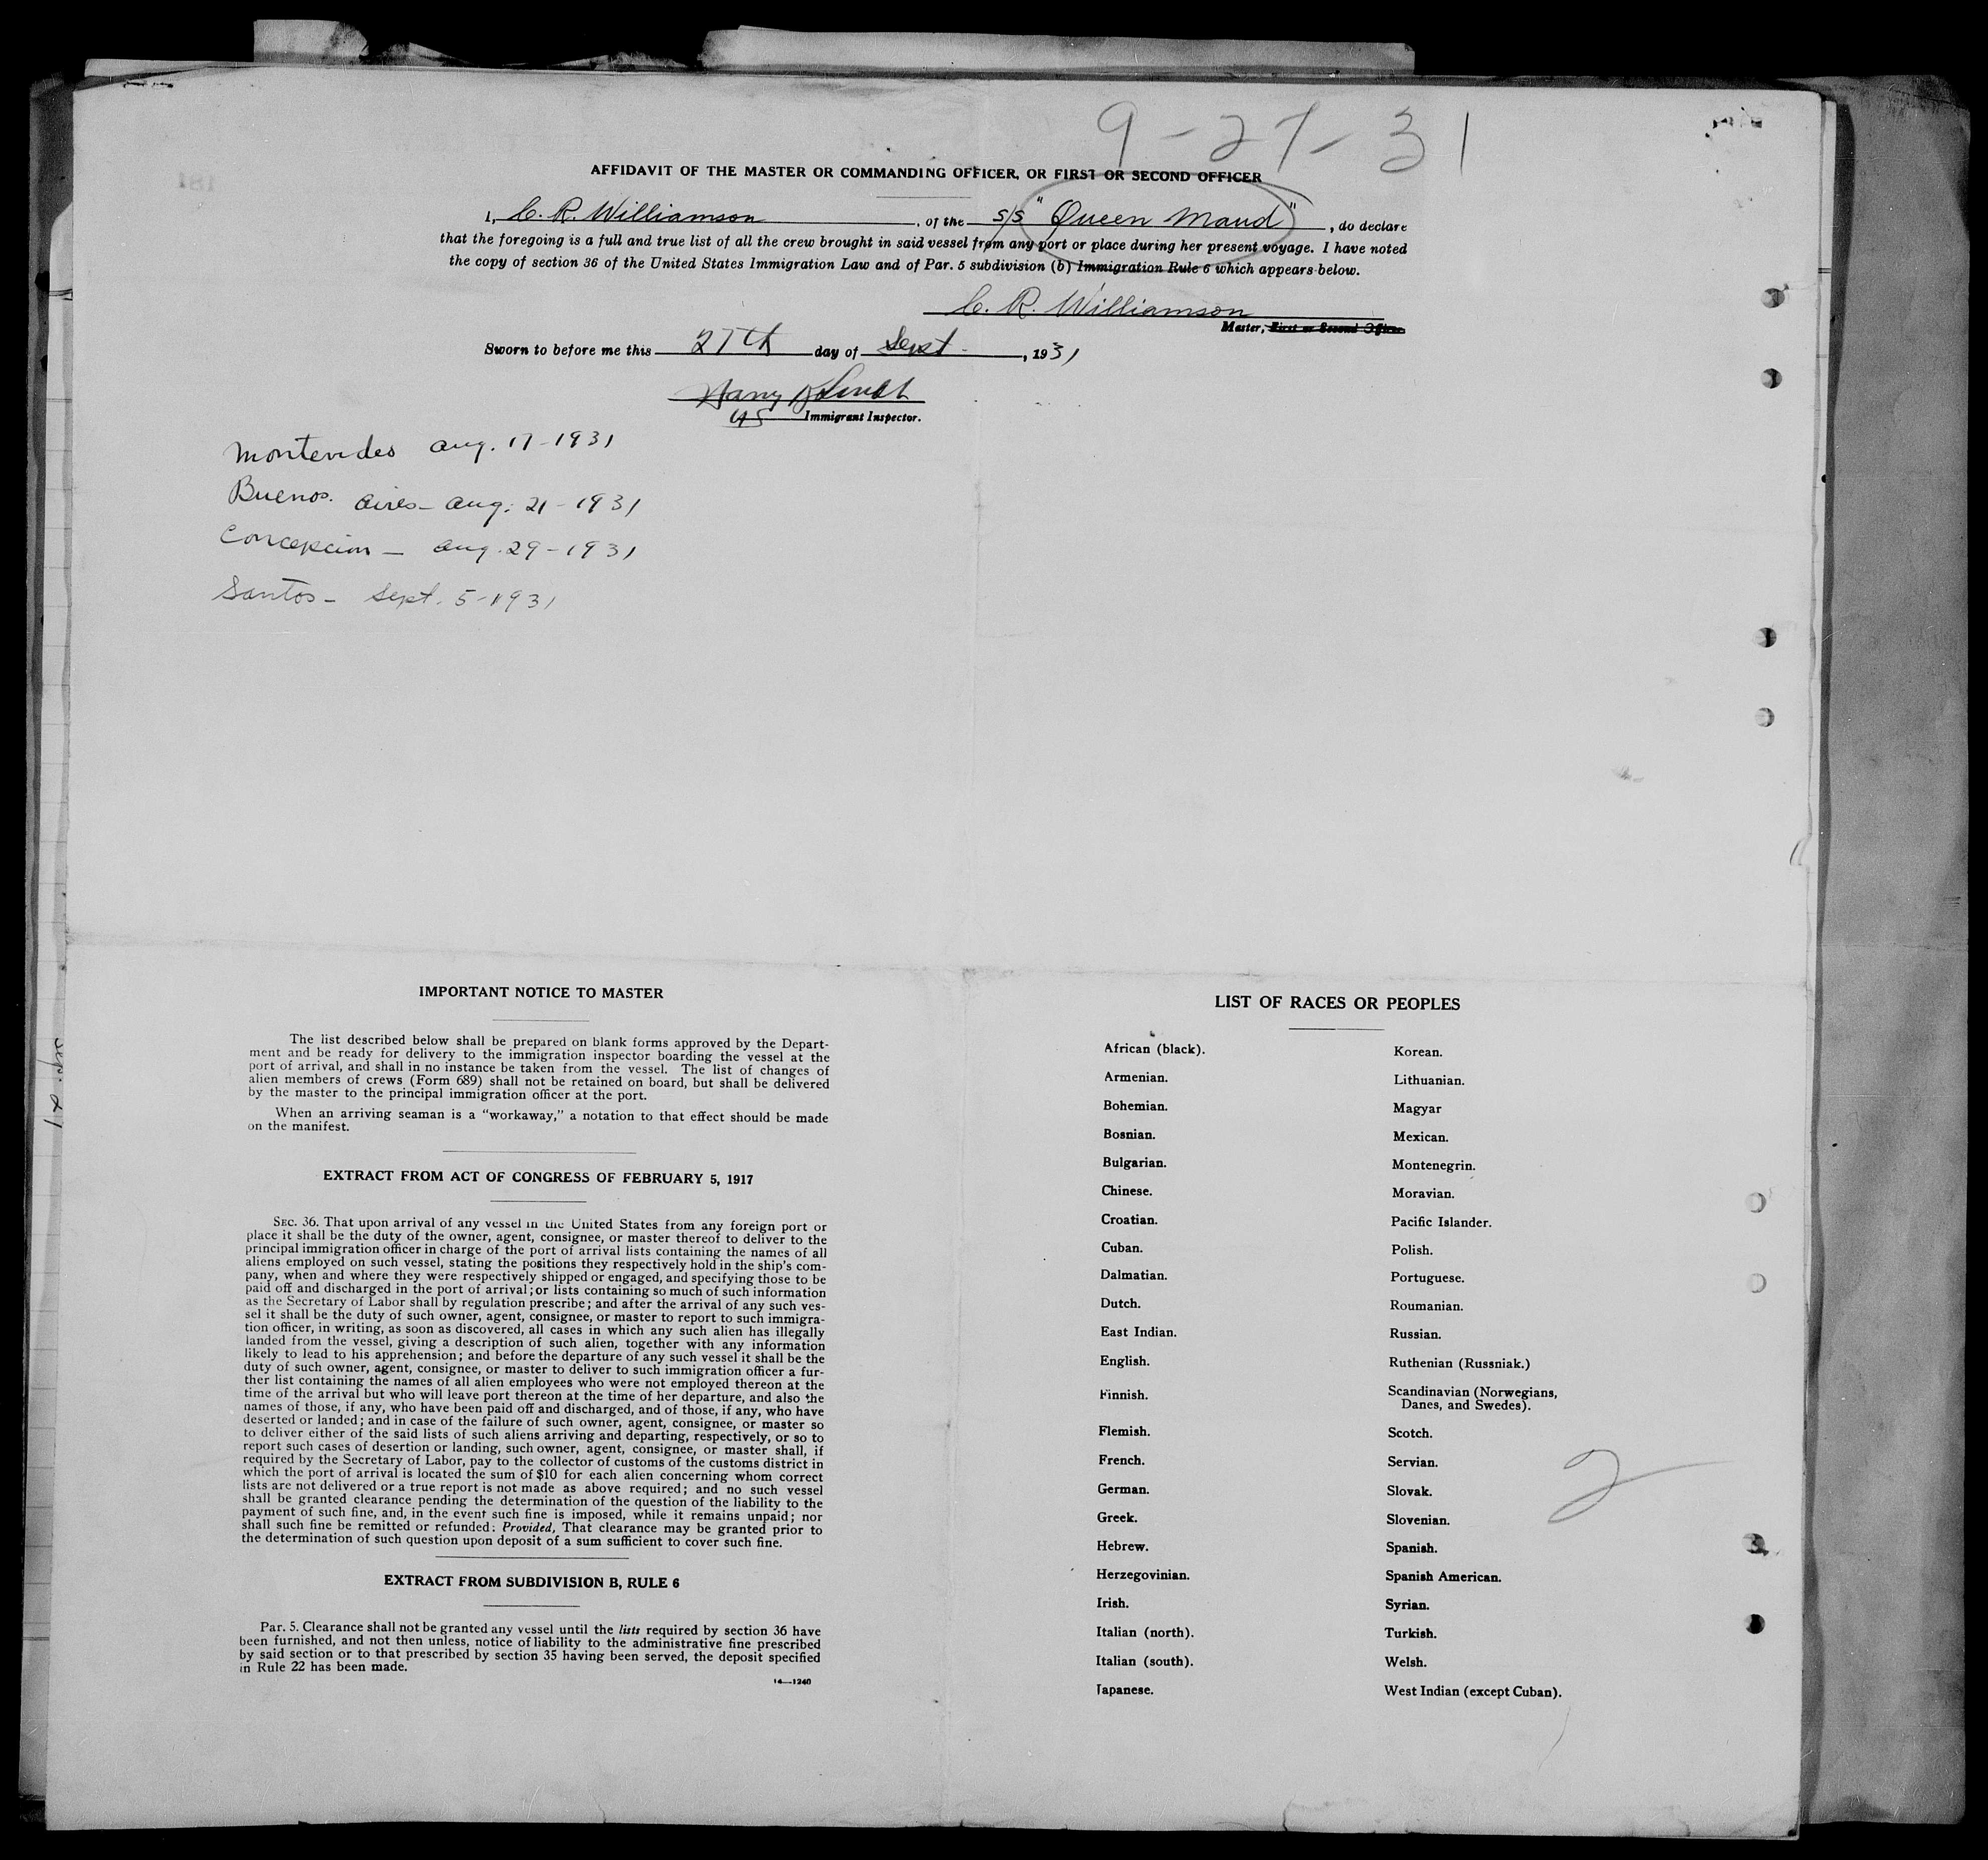 9-27-31
AFFIDAVIT OF THE MASTER OR COMMANDING OFFICER, OR FIRST OR SECOND OFFICER
I, C. R. Williamson, of the s/s "Queen Maud", do declare
that the foregoing is a full and true list of all the crew brought in said vessel from any port or place during her present voyage. I have noted
the copy of section 36 of the United States Immigration Law and of Par. 5 subdivision (b) Immigration Rule 6 which appears below.
C. R. Williamson
Master, First or Second Officer
Sworn to before me this 27th day of Sept., 1931
Harry
US Immigrant Inspector.
Montevideo Aug. 17-1931
Buenos. Aires - Aug. 21-1931
Concepcion - Aug. 29-1931
Santos - Sept. 5-1931
IMPORTANT NOTICE TO MASTER
The list described below shall be prepared on blank forms approved by the Depart-
ment and be ready for delivery to the immigration inspector boarding the vessel at the
port of arrival, and shall in no instance be taken from the vessel. The list of changes of
alien members of crews (Form 689) shall not be retained on board, but shall be delivered
by the master to the principal immigration officer at the port.
When an arriving seaman is a "workaway," a notation to that effect should be made
on the manifest.
EXTRACT FROM ACT OF CONGRESS OF FEBRUARY 5, 1917
SEC. 36. That upon arrival of any vessel in the United States from any foreign port or
place it shall be the duty of the owner, agent, consignee, or master thereof to deliver to the
principal immigration officer in charge of the port of arrival lists containing the names of all
aliens employed on such vessel, stating the positions they respectively hold in the ship's com-
pany, when and where they were respectively shipped or engaged, and specifying those to be
paid off and discharged in the port of arrival; or lists containing so much of such information
as the Secretary of Labor shall by regulation prescribe; and after the arrival of any such ves-
sel it shall be the duty of such owner, agent, consignee, or master to report to such immigra-
tion officer, in writing, as soon as discovered, all cases in which any such alien has illegally
landed from the vessel, giving a description of such alien, together with any information
likely to lead to his apprehension; and before the departure of any such vessel it shall be the
duty of such owner, agent, consignee, or master to deliver to such immigration officer a fur-
ther list containing the names of all alien employees who were not employed thereon at the
time of the arrival but who will leave port thereon at the time of her departure, and also the
names of those, if any, who have been paid off and discharged, and of those, if any, who have
deserted or landed; and in case of the failure of such owner, agent, consignee, or master so
to deliver either of the said lists of such aliens arriving and departing, respectively, or so to
report such cases of desertion or landing, such owner, agent, consignee, or master shall, if
required by the Secretary of Labor, pay to the collector of customs of the customs district in
which the port of arrival is located the sum of $10 for each alien concerning whom correct
lists are not delivered or a true report is not made as above required; and no such vessel
shall be granted clearance pending the determination of the question of the liability to the
payment of such fine, and, in the event such fine is imposed, while it remains unpaid; nor
shall such fine be remitted or refunded: Provided, That clearance may be granted prior to
the determination of such question upon deposit of a sum sufficient to cover such fine.
EXTRACT FROM SUBDIVISION B, RULE 6
Par. 5. Clearance shall not be granted any vessel until the lists required by section 36 have
been furnished, and not then unless, notice of liability to the administrative fine prescribed
by said section or to that prescribed by section 35 having been served, the deposit specified
in Rule 22 has been made.
14-1240
LIST OF RACES OR PEOPLES
African (black).
Armenian.
Bohemian.
Bosnian.
Bulgarian.
Chinese.
Croatian.
Cuban.
Dalmatian.
Dutch.
East Indian.
English.
Finnish.
Flemish.
French.
German.
Greek.
Hebrew.
Herzegovinian.
Irish.
Italian (north).
Italian (south).
Japanese.
Korean.
Lithuanian.
Magyar
Mexican.
Montenegrin.
Moravian.
Pacific Islander.
Polish.
Portuguese.
Roumanian.
Russian.
Ruthenian (Russniak.)
Scandinavian (Norwegians,
Danes, and Swedes).
Scotch.
Servian.
Slovak.
Slovenian.
Spanish.
Spanish American.
Syrian.
Turkish.
Welsh.
West Indian (except Cuban).
2